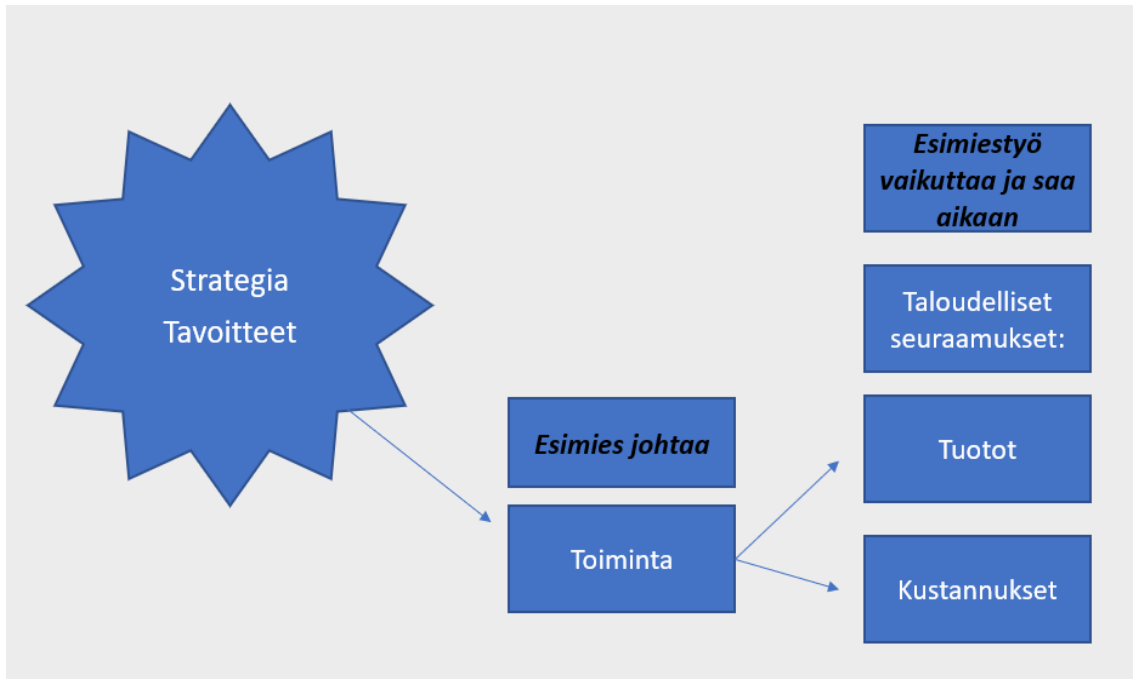 Strategia
Tavoitteet
Esimies johtaa
Toiminta
Esimiestyö
vaikuttaa ja saa
aikaan
Taloudelliset
seuraamukset:
Tuotot
Kustannukset